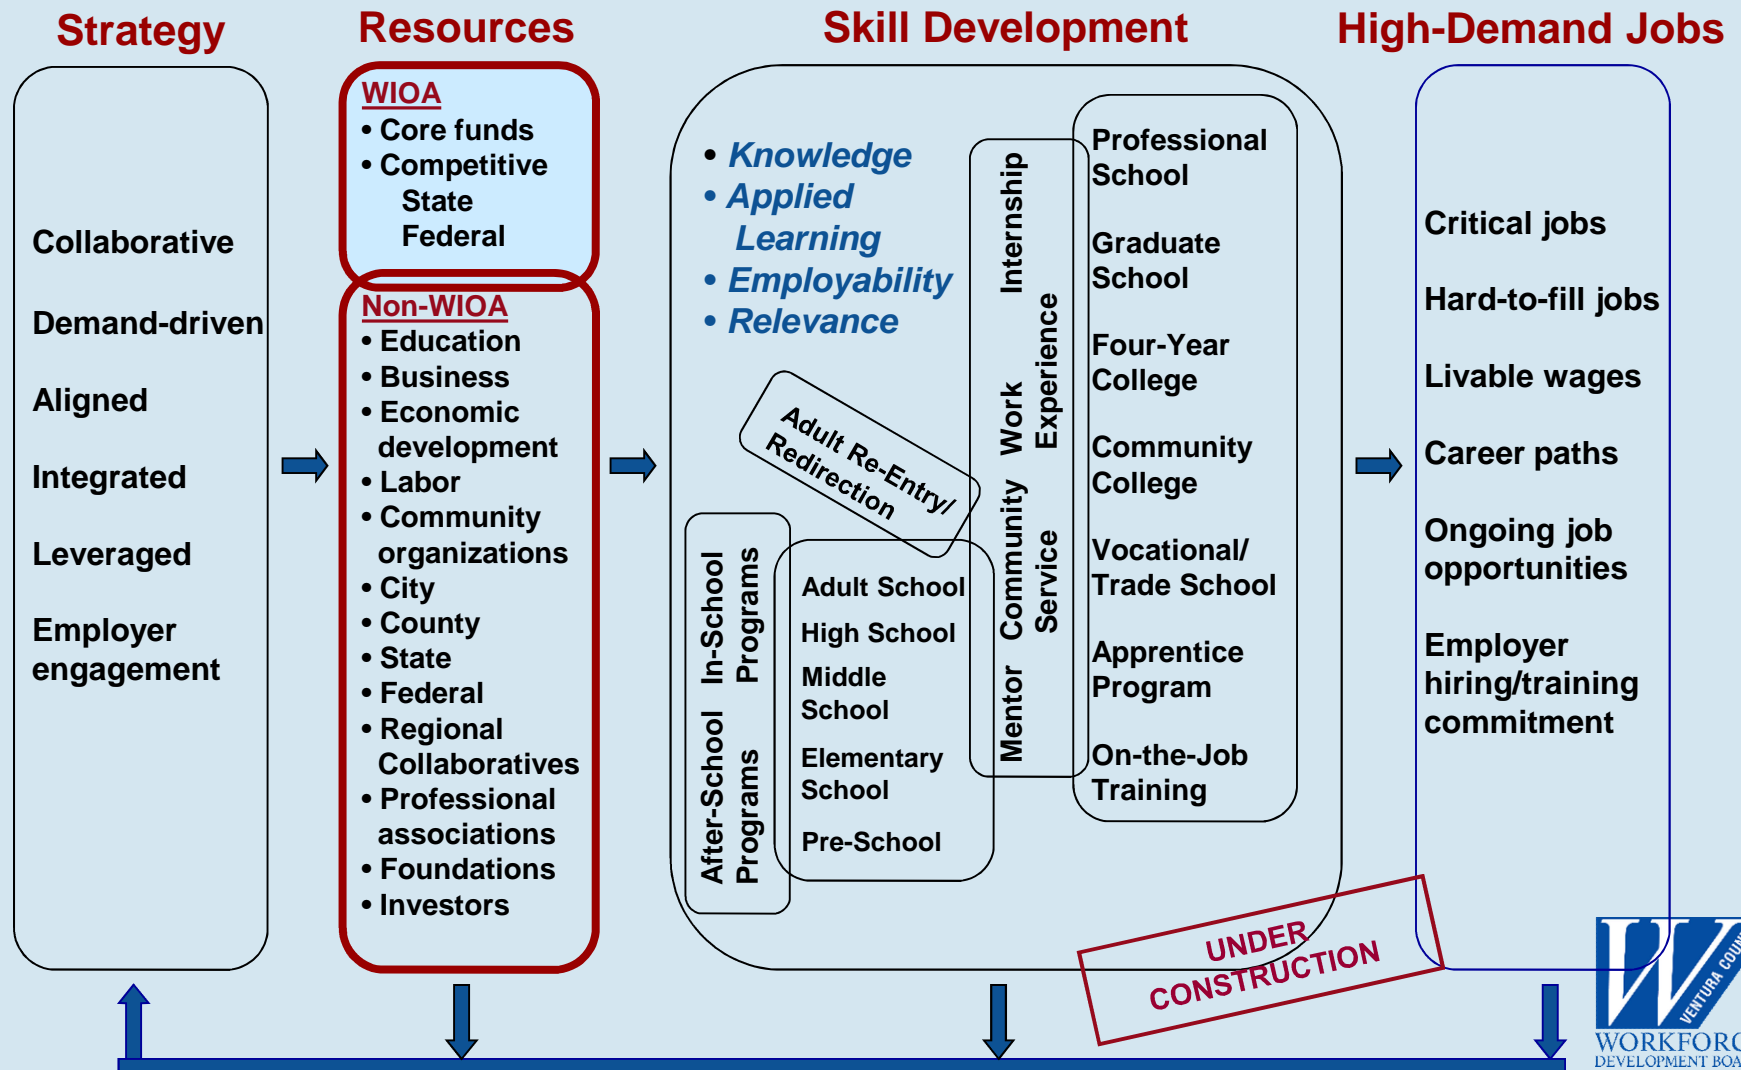 Strategy
Resources
Skill Development
High-Demand Jobs
Collaborative
Demand-driven
Aligned
Integrated
Leveraged
Employer
engagement
WIOA
• Core funds
• Competitive
State
Federal
Non-WIOA
• Education
• Business
• Economic
development
• Labor
• Community
organizations
• City
• County
• State
• Federal
• Regional
Collaboratives
• Professional
associations
• Foundations
• Investors
• Knowledge
• Applied
Learning
• Employability
• Relevance
Adult Re-Entry/
Redirection
After-School In-School
Programs Programs
Adult School
High School
Middle
School
Elementary
School
Pre-School
Mentor Community Work Internship
Service Experience
Professional
School
Graduate
School
Four-Year
College
Community
College
Vocational/
Trade School
Apprentice
Program
On-the-Job
Training
Critical jobs
Hard-to-fill jobs
Livable wages
Career paths
Ongoing job
opportunities
Employer
hiring/training
commitment
UNDER
CONSTRUCTION
W
VENTURA COUN
WORKFORC
DEVELOPMENT BOA